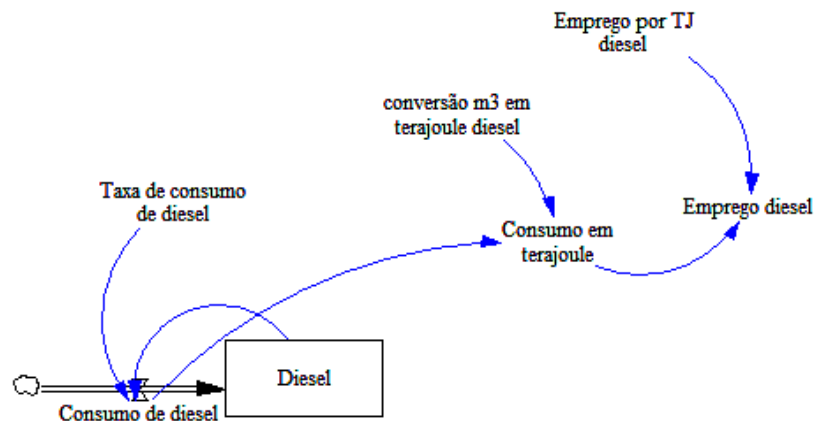 Emprego por TJ
diesel
conversão m3 em
terajoule diesel
Taxa de consumo
de diesel
Emprego diesel
Consumo em
terajoule
Diesel
Consumo de diesel